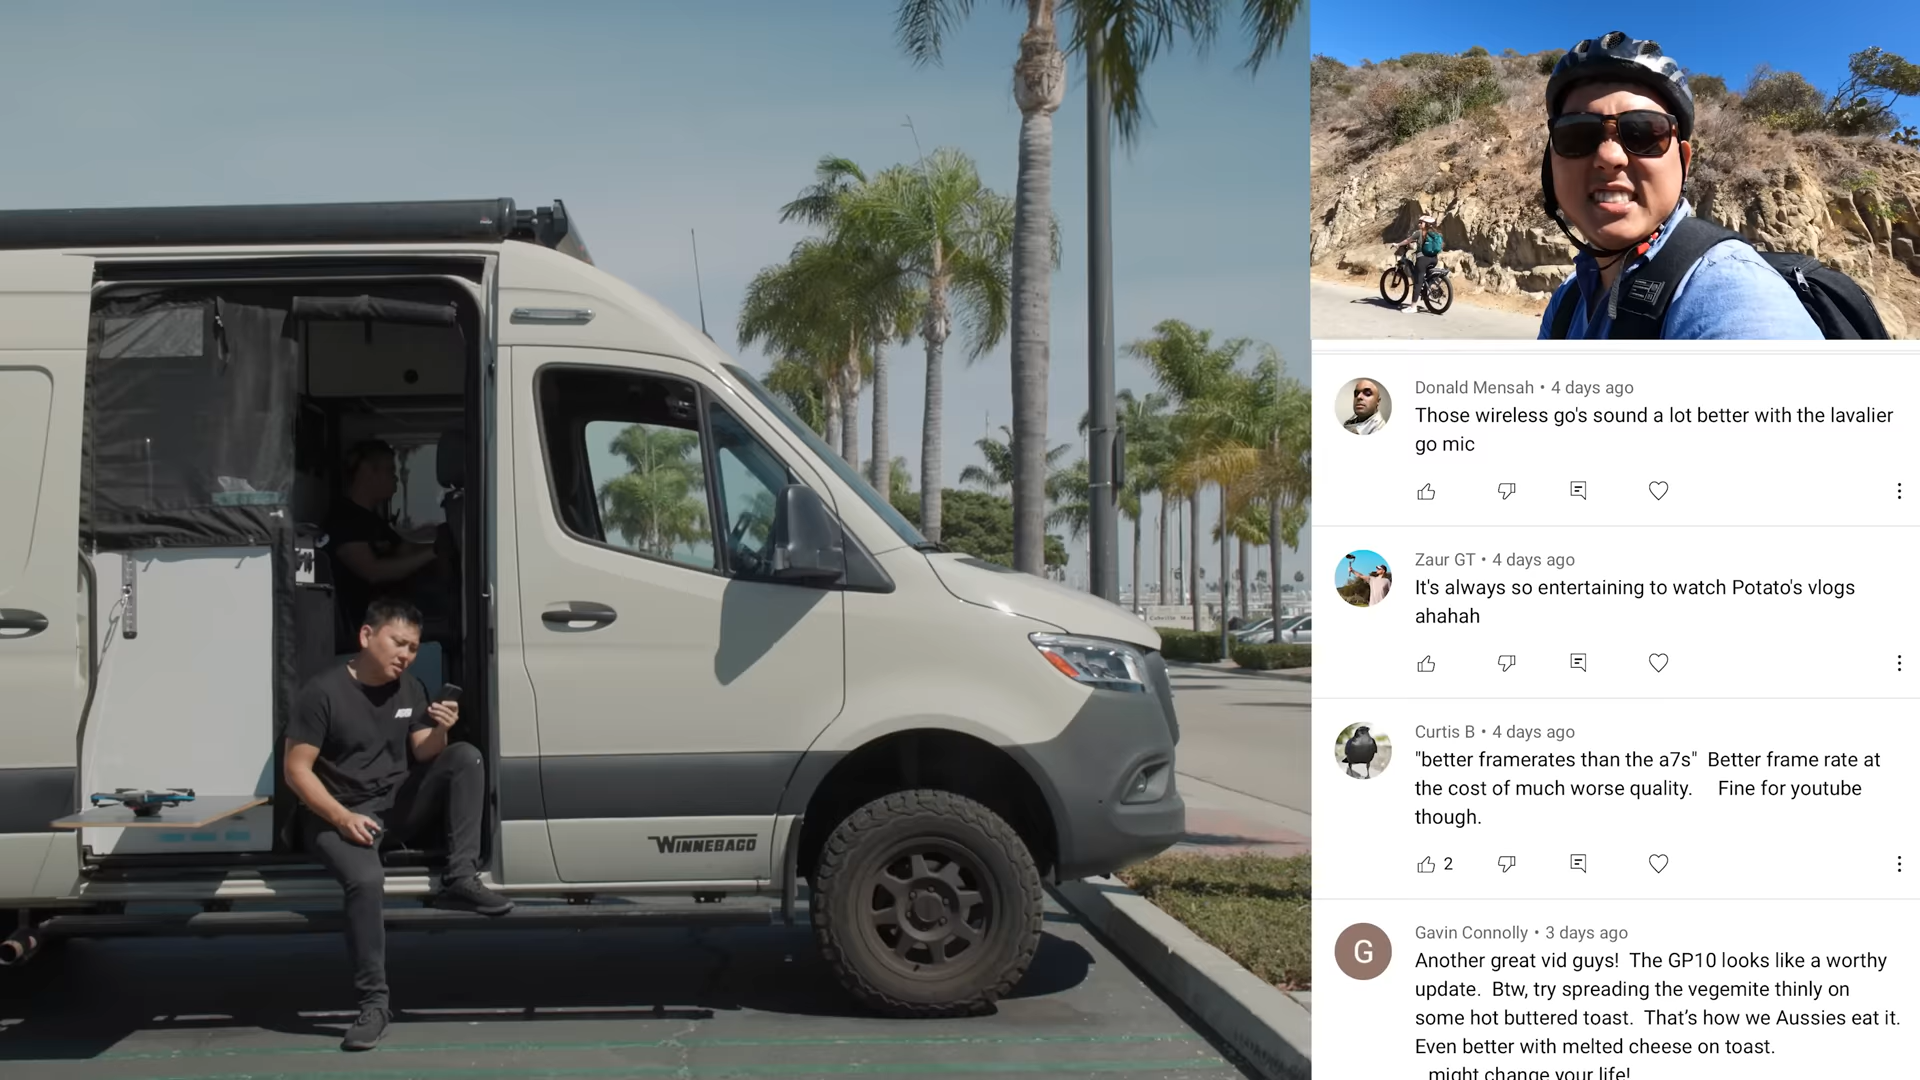 WINNEBAGO
Donald Mensah • 4 days ago
Those wireless go's sound a lot better with the lavalier
go mic
Zaur GT • 4 days ago
It's always so entertaining to watch Potato's vlogs
ahahah
Curtis B • 4 days ago
"better framerates than the a7s" Better frame rate at
the cost of much worse quality. Fine for youtube
though.
2
G
Gavin Connolly • 3 days ago
Another great vid guys! The GP10 looks like a worthy
update. Btw, try spreading the vegemite thinly on
some hot buttered toast. That's how we Aussies eat it.
Even better with melted cheese on toast.
might change your life!